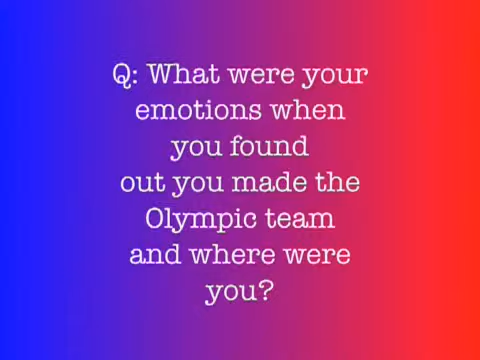 Q: What were your
emotions when
you found
out you made the
Olympic team
and where were
you?